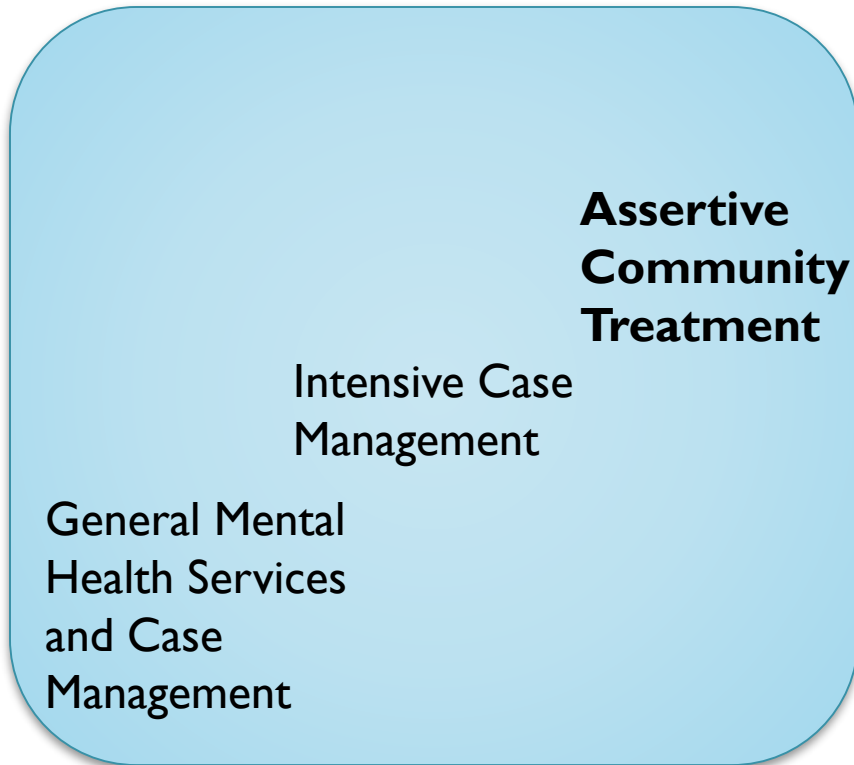 Assertive
Community
Treatment
Intensive Case
Management
General Mental
Health Services
and Case
Management